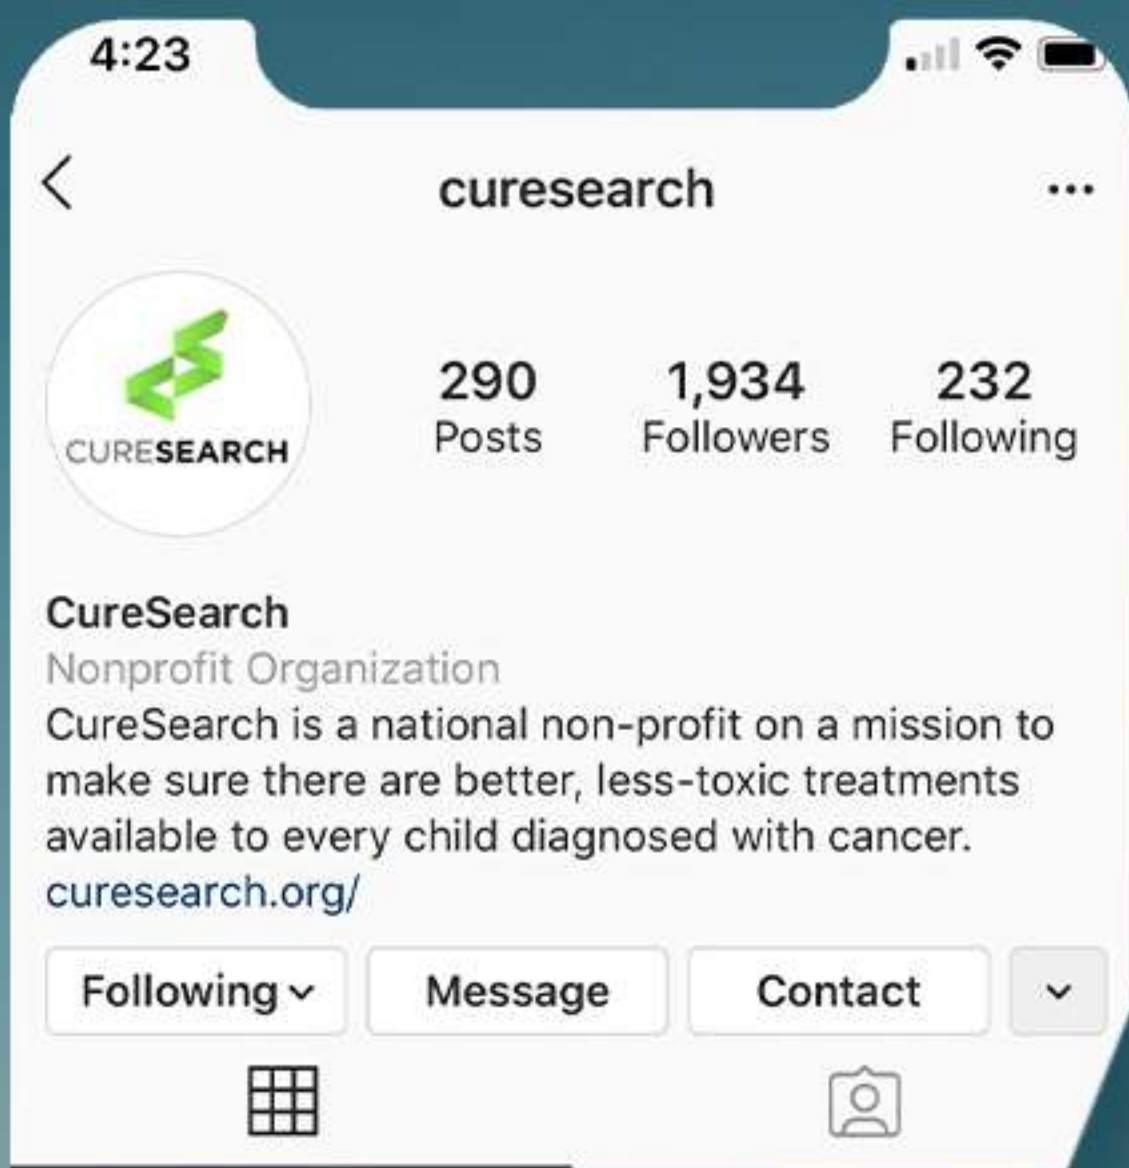 4:23
curesearch
CURESEARCH
290 1,934 232
Posts Followers Following
CureSearch
Nonprofit Organization
CureSearch is a national non-profit on a mission to
make sure there are better, less-toxic treatments
available to every child diagnosed with cancer.
curesearch.org/
Following Message Contact